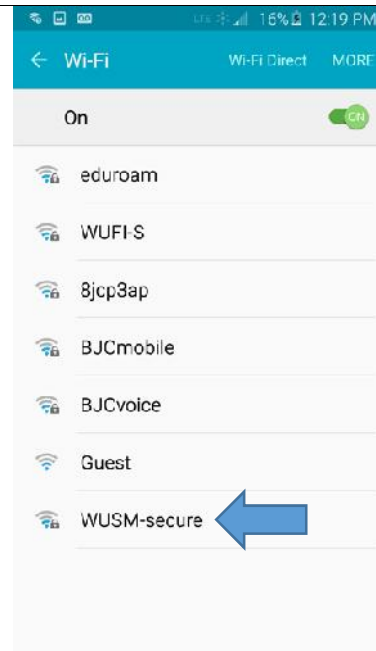 LTE 16% 12:19 PM
Wi-Fi Wi-Fi Direct MORE
On ON
eduroam
WUFI-S
8jcp3ap
BJCmobile
BJCvoice
Guest
WUSM-secure